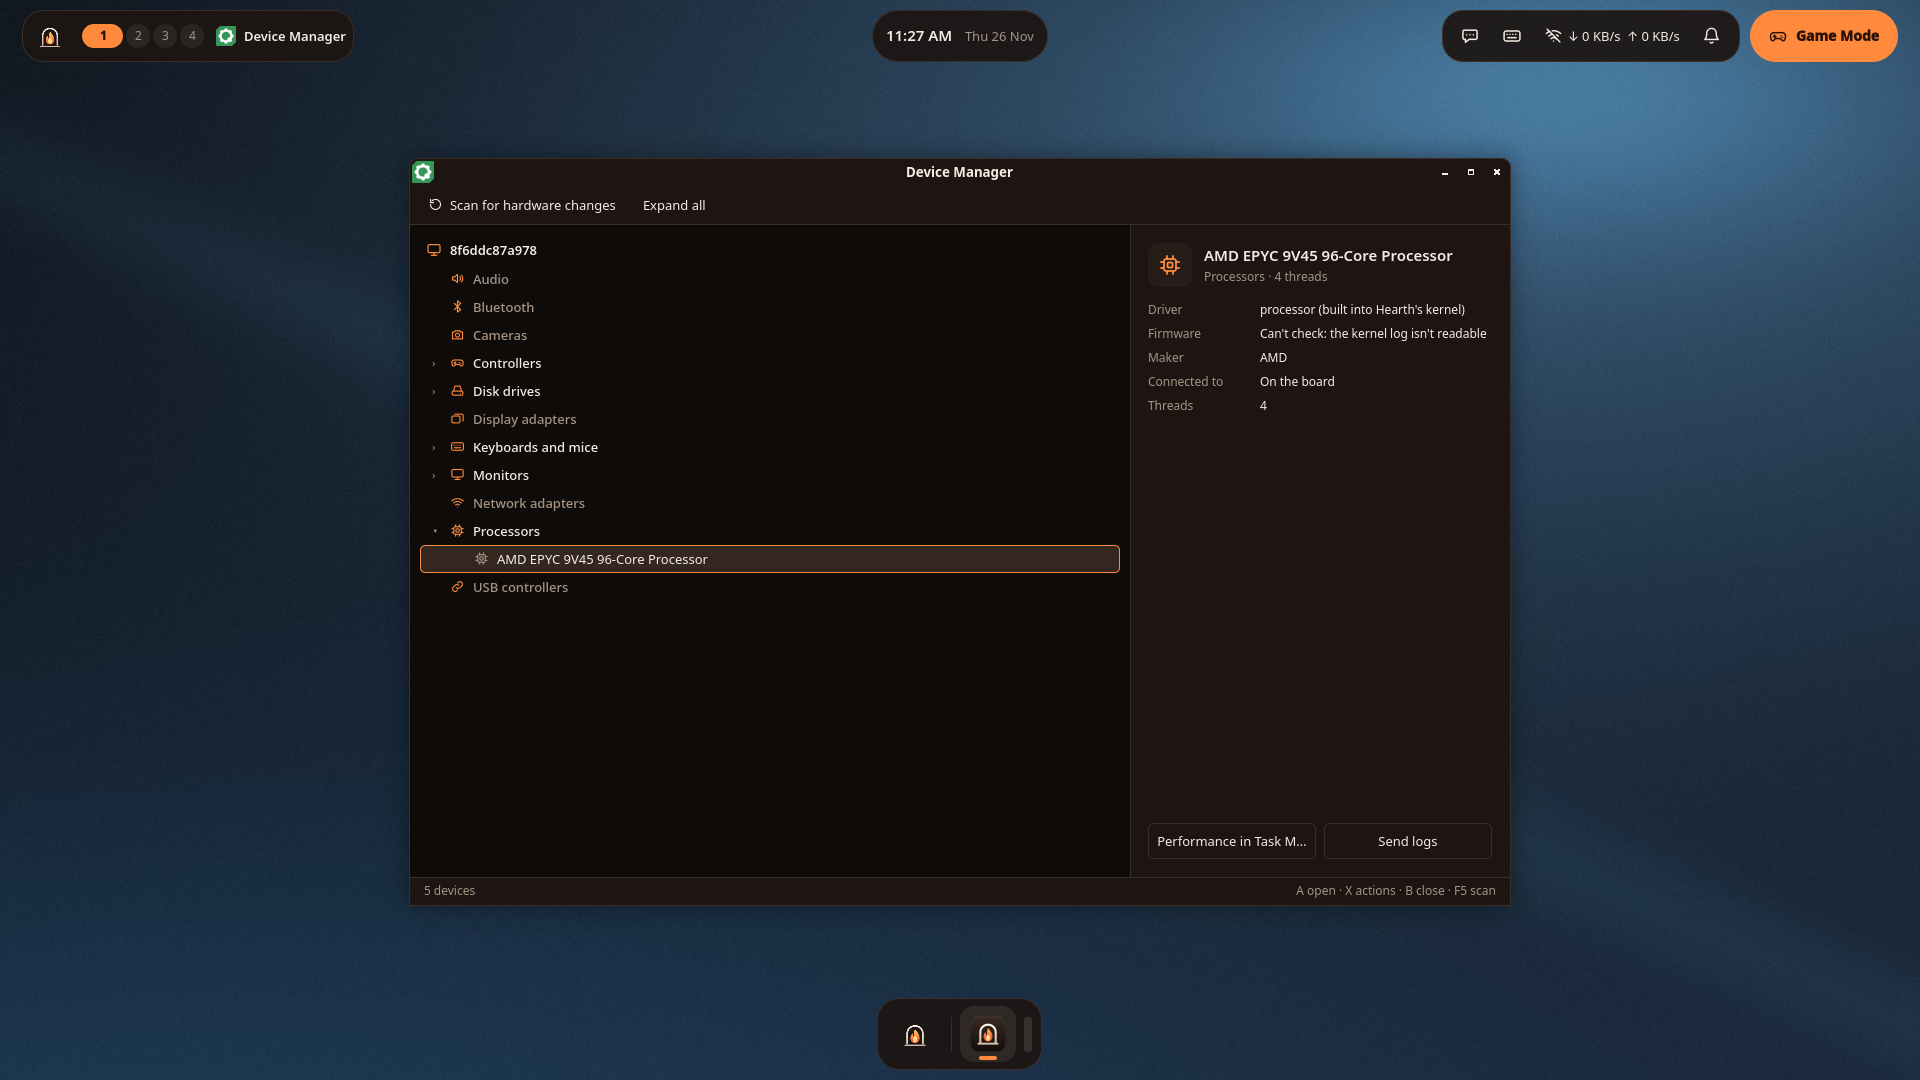 1 2 3 4 Device Manager
11:27 AM Thu 26 Nov
↓ 0 KB/s ↑ 0 KB/s
Game Mode
Device Manager
Scan for hardware changes Expand all
8f6ddc87a978
Audio
Bluetooth
Cameras
Controllers
Disk drives
Display adapters
Keyboards and mice
Monitors
Network adapters
Processors
AMD EPYC 9V45 96-Core Processor
USB controllers
AMD EPYC 9V45 96-Core Processor
Processors · 4 threads
Driver processor (built into Hearth's kernel)
Firmware Can't check: the kernel log isn't readable
Maker AMD
Connected to On the board
Threads 4
Performance in Task M... Send logs
5 devices
A open · X actions · B close · F5 scan